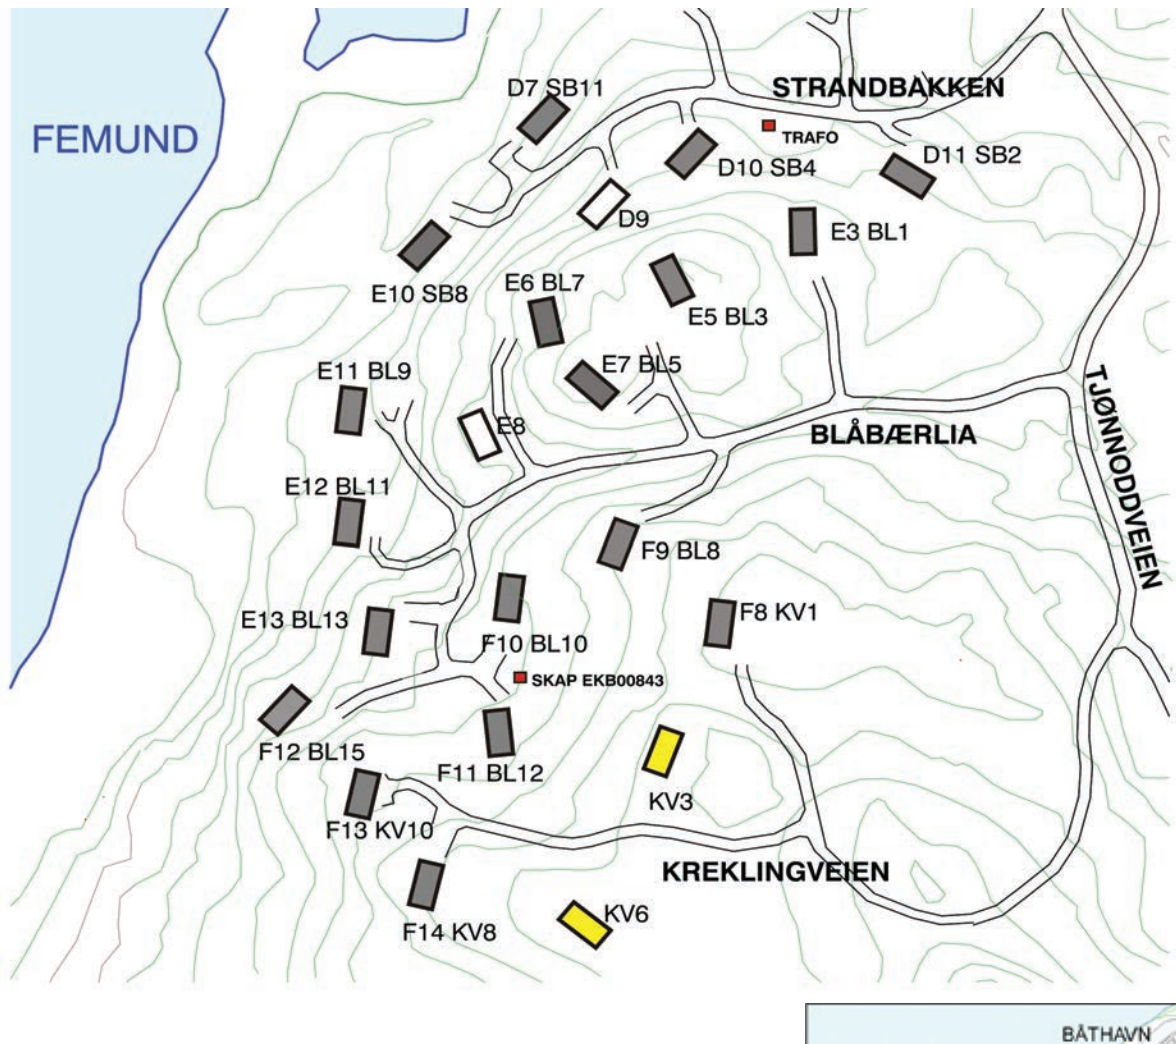 D7 SB11
STRANDBAKKEN
FEMUND
TRAFO
D10 SB4
D11 SB2
D9
E3 BL1
E10 SB8
E6 BL7
E5 BL3
E11 BL9
E7 BL5
E8
BLÅBÆRLIA
TJØNNODDVEIEN
E12 BL11
F9 BL8
E13 BL13
F8 KV1
F10 BL10
SKAP EKB00843
F12 BL15
F11 BL12
KV3
F13 KV10
KREKLINGVEIEN
KV6
F14 KV8
BÅTHAVN